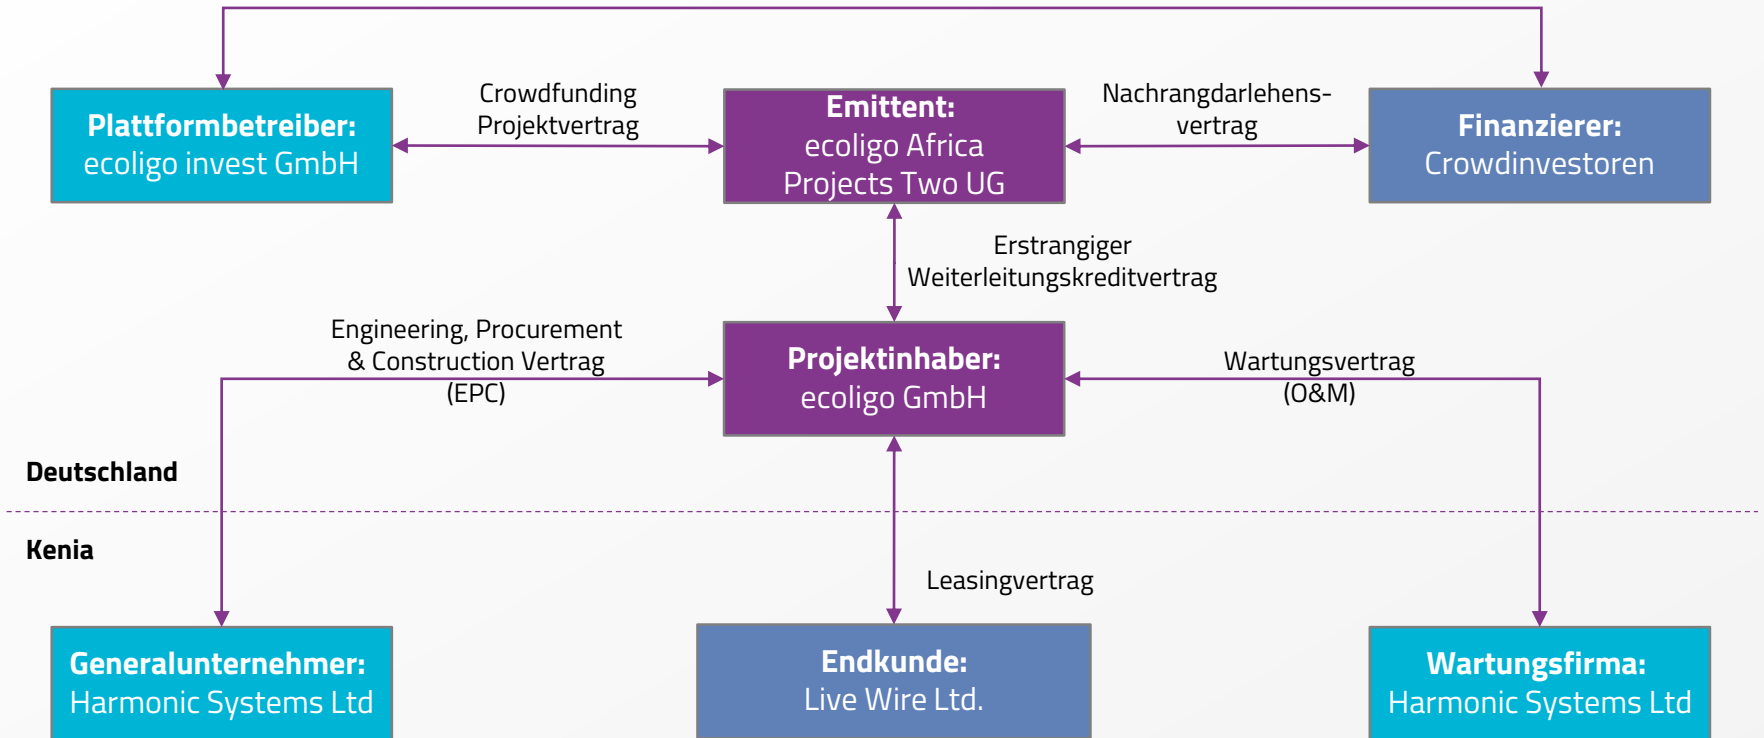 Plattformbetreiber:
ecoligo invest GmbH
Crowdfunding
Projektvertrag
Emittent:
ecoligo Africa
Projects Two UG
Nachrangdarlehens-
vertrag
Finanzierer:
Crowdinvestoren
Erstrangiger
Weiterleitungskreditvertrag
Engineering, Procurement
& Construction Vertrag
(EPC)
Projektinhaber:
ecoligo GmbH
Wartungsvertrag
(O&M)
Deutschland
Kenia
Leasingvertrag
Generalunternehmer:
Harmonic Systems Ltd
Endkunde:
Live Wire Ltd.
Wartungsfirma:
Harmonic Systems Ltd